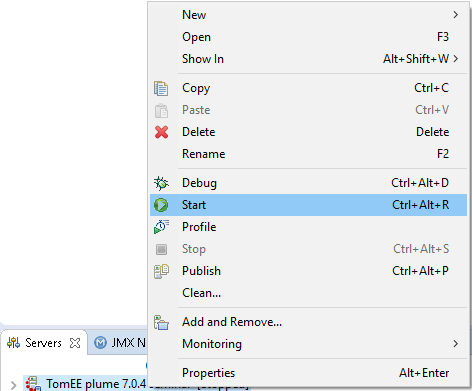 New
Open F3
Show In Alt+Shift+W
Copy Ctrl+C
Paste Ctrl+V
Delete Delete
Rename F2
Debug Ctrl+Alt+D
Start Ctrl+Alt+R
Profile
Stop Ctrl+Alt+S
Publish Ctrl+Alt+P
Clean...
Add and Remove...
Monitoring
Properties Alt+Enter
Servers JMX N
TomEE plume 7.0.4